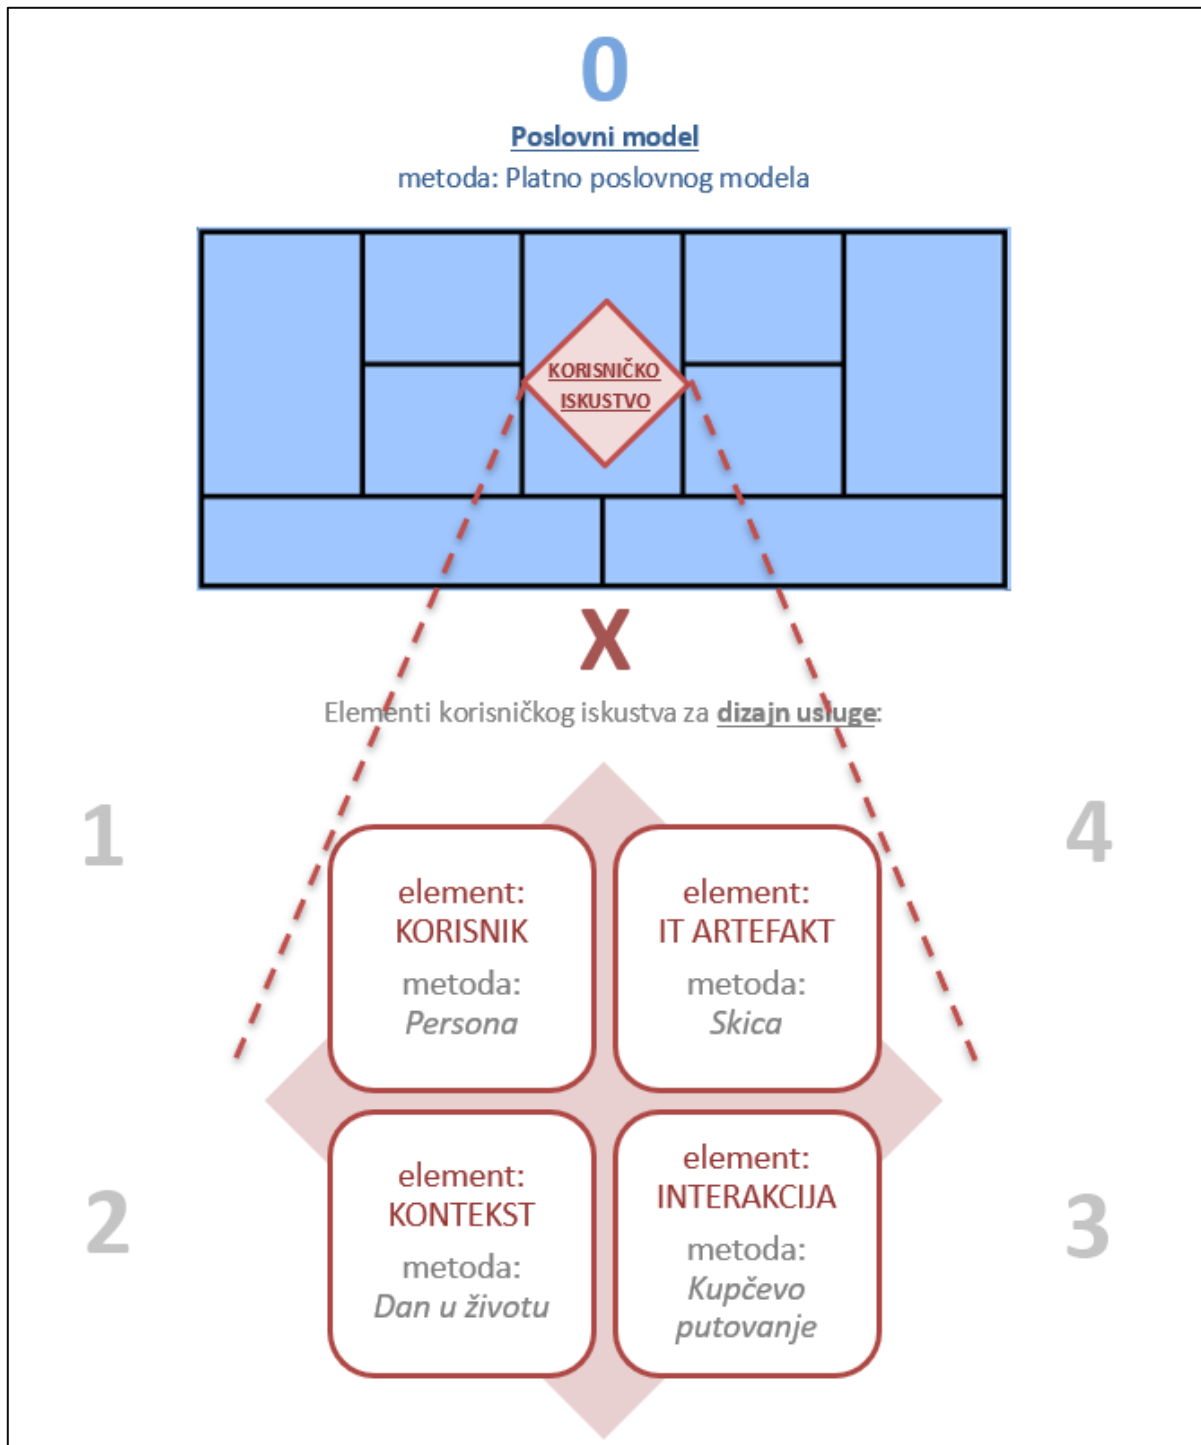 0
Poslovni model
metoda: Platno poslovnog modela
KORISNIČKO
ISKUSTVO
X
Elementi korisničkog iskustva za dizajn usluge:
1
element:
KORISNIK
metoda:
Persona
4
element:
IT ARTEFAKT
metoda:
Skica
2
element:
KONTEKST
metoda:
Dan u životu
3
element:
INTERAKCIJA
metoda:
Kupčevo
putovanje